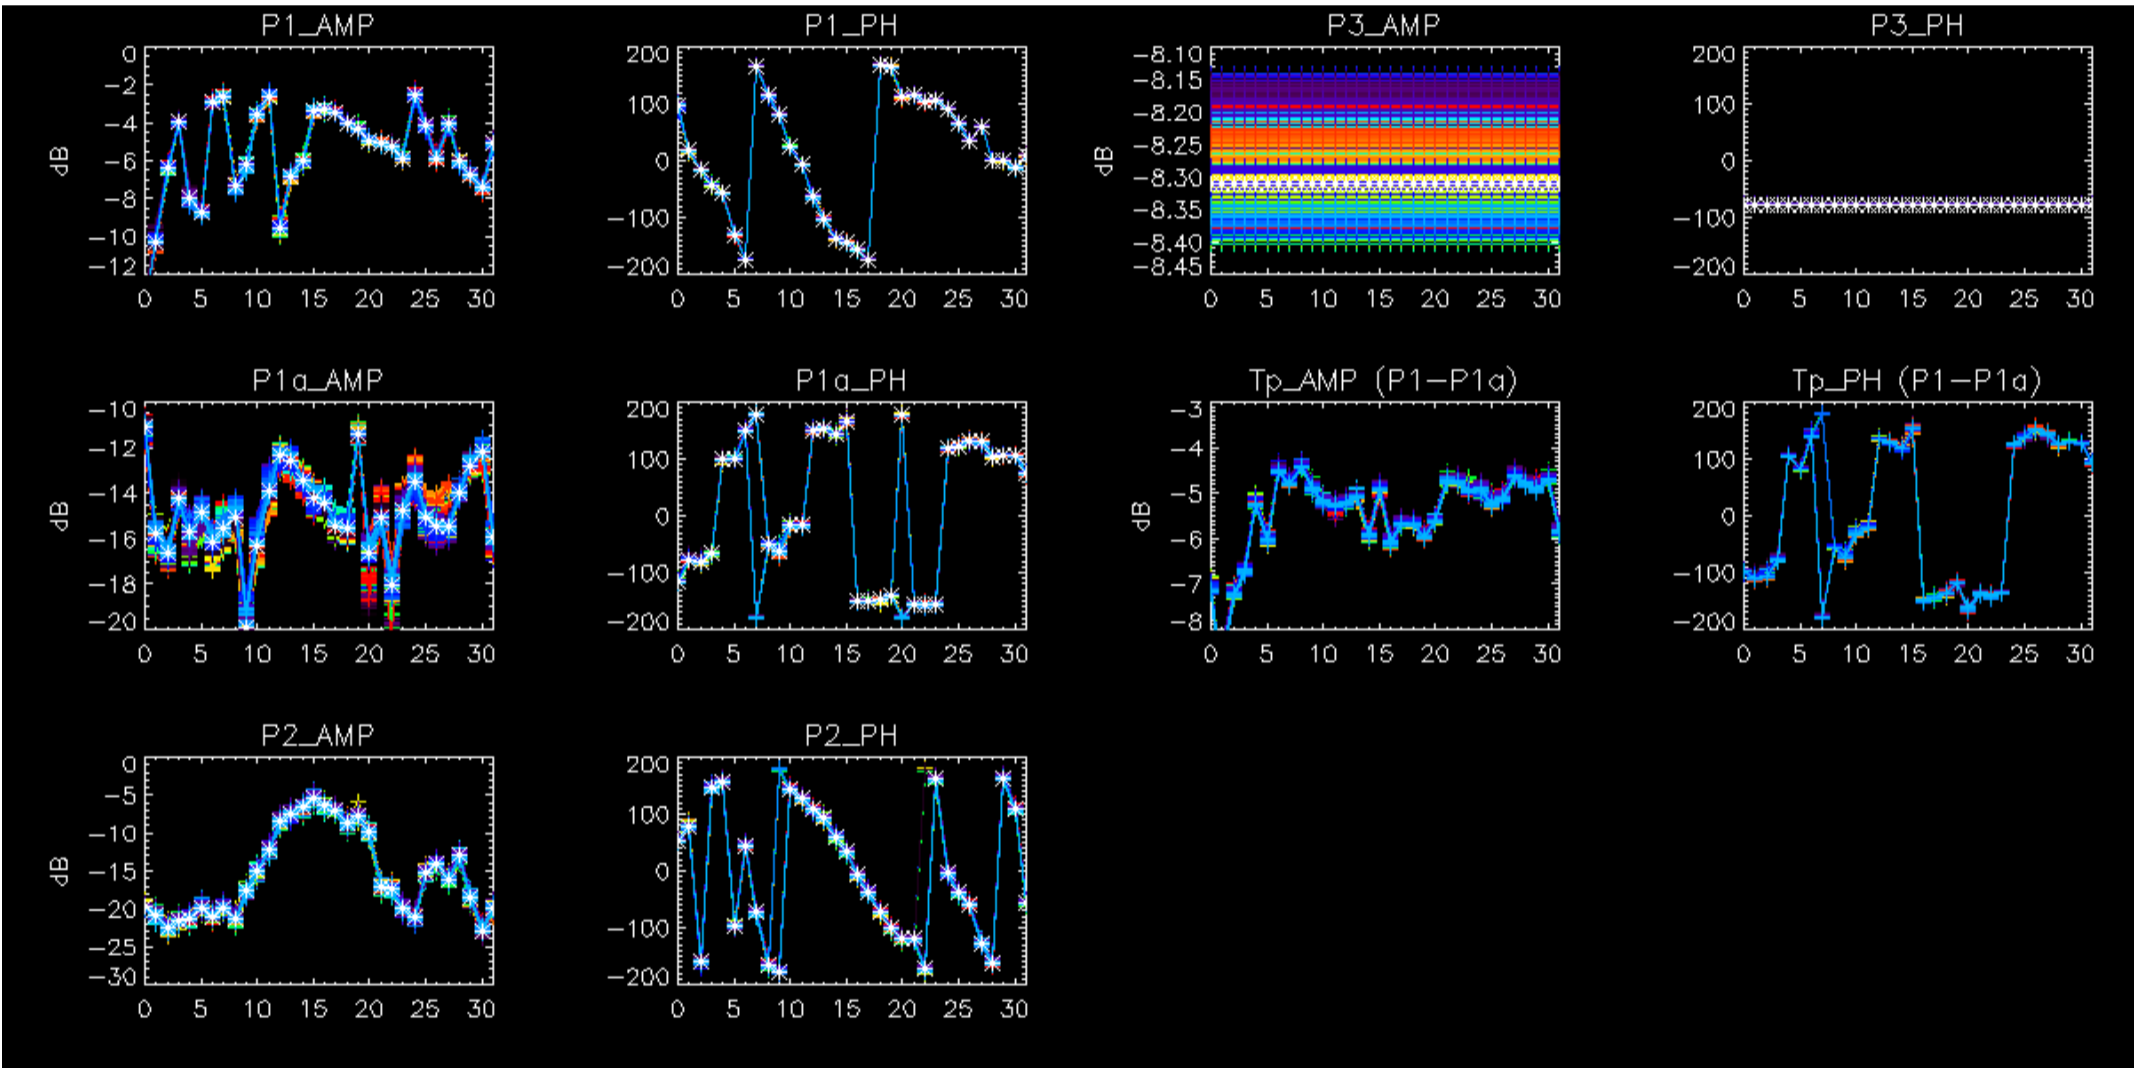 P1_AMP
P1_PH
P3_AMP
P3_PH
dB
0
-2
-4
-6
-8
-10
-12
0 5 10 15 20 25 30
200
100
0
-100
-200
0 5 10 15 20 25 30
dB
-8.10
-8.15
-8.20
-8.25
-8.30
-8.35
-8.40
-8.45
0 5 10 15 20 25 30
200
100
0
-100
-200
0 5 10 15 20 25 30
P1a_AMP
P1a_PH
Tp_AMP (P1-P1a)
Tp_PH (P1-P1a)
dB
-10
-12
-14
-16
-18
-20
0 5 10 15 20 25 30
200
100
0
-100
-200
0 5 10 15 20 25 30
dB
-3
-4
-5
-6
-7
-8
0 5 10 15 20 25 30
200
100
0
-100
-200
0 5 10 15 20 25 30
P2_AMP
P2_PH
dB
0
-5
-10
-15
-20
-25
-30
0 5 10 15 20 25 30
200
100
0
-100
-200
0 5 10 15 20 25 30